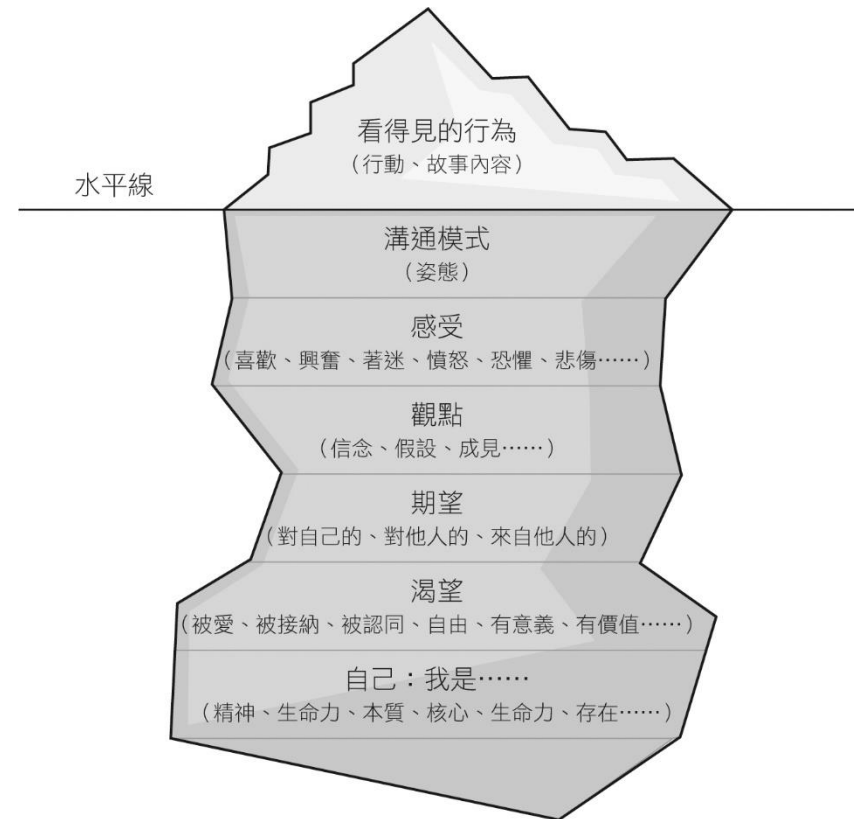 看得見的行為
（行動、故事內容）
水平線
溝通模式
（姿態）
感受
（喜歡、興奮、著迷、憤怒、恐懼、悲傷⋯⋯）
觀點
（信念、假設、成見⋯⋯）
期望
（對自己的、對他人的、來自他人的）
渴望
（被愛、被接納、被認同、自由、有意義、有價值⋯⋯）
自己：我是⋯⋯
（精神、生命力、本質、核心、生命力、存在⋯⋯）